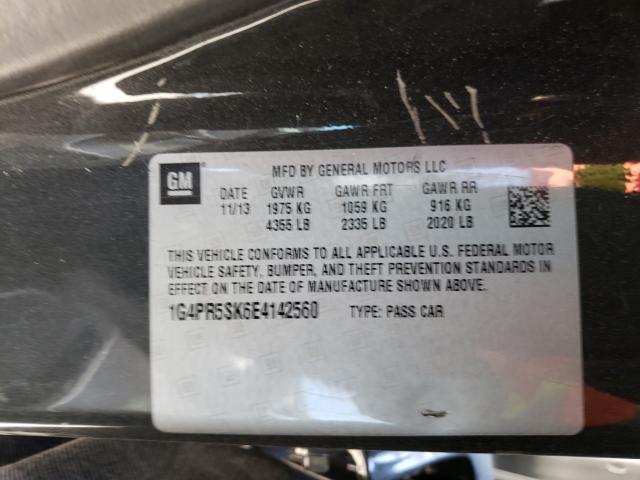 GM
MFD BY GENERAL MOTORS LLC
DATE GVWR GAWR FRT GAWR RR
11/13 1975 KG 1059 KG 916 KG
4355 LB 2335 LB 2020 LB
THIS VEHICLE CONFORMS TO ALL APPLICABLE U.S. FEDERAL MOTOR
VEHICLE SAFETY, BUMPER, AND THEFT PREVENTION STANDARDS IN
EFFECT ON THE DATE OF MANUFACTURE SHOWN ABOVE.
1G4PR5SK6E4142560 TYPE: PASS CAR